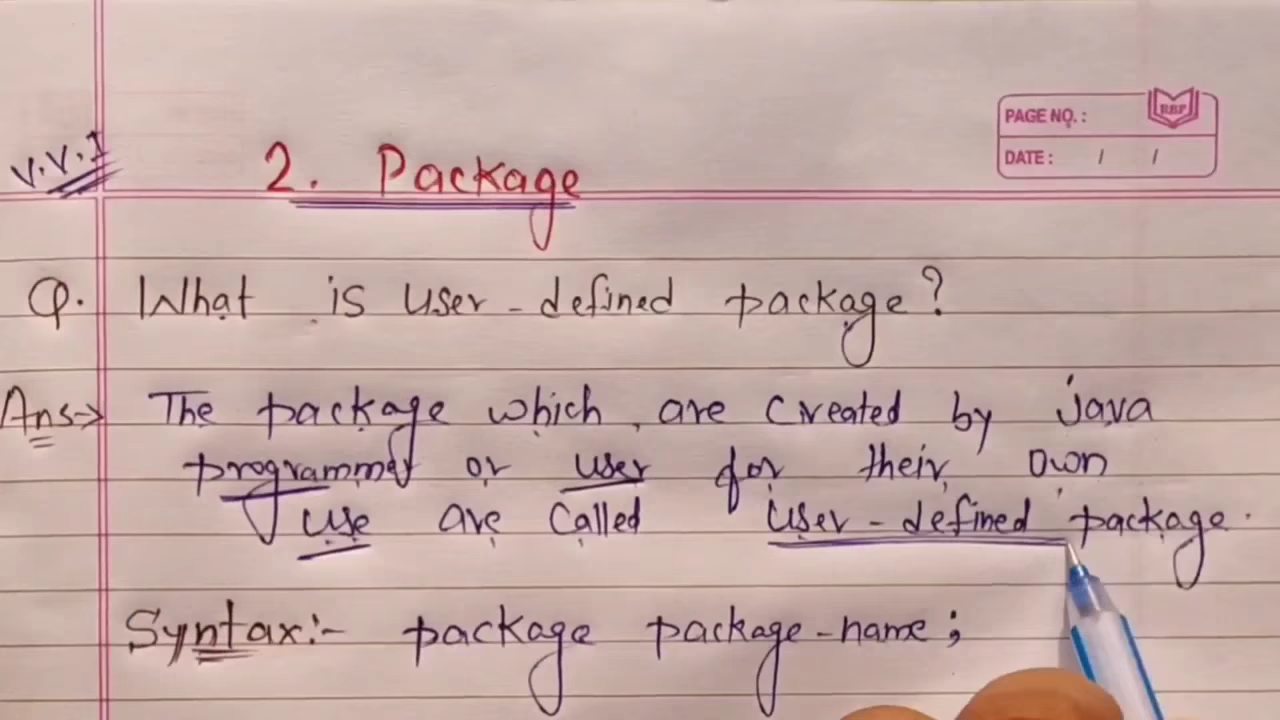 PAGE NO.:
RBP
DATE: / /
V.V.I
2. Package
Q. What is user-defined package?
Ans→ The package which are created by java
programmer or user for their own
use are called user-defined package.
Syntax:- package package-name;